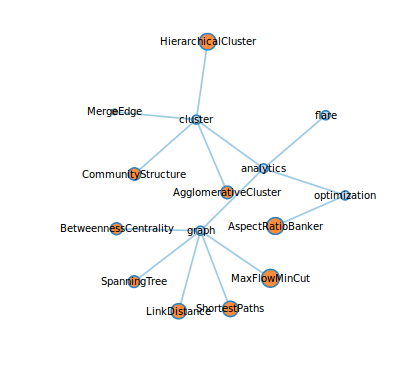 HierarchicalCluster
MergeEdge
cluster
flare
analytics
CommunityStructure
AgglomerativeCluster
optimization
BetweennessCentrality
graph
AspectRatioBanker
SpanningTree
MaxFlowMinCut
LinkDistance
ShortestPaths